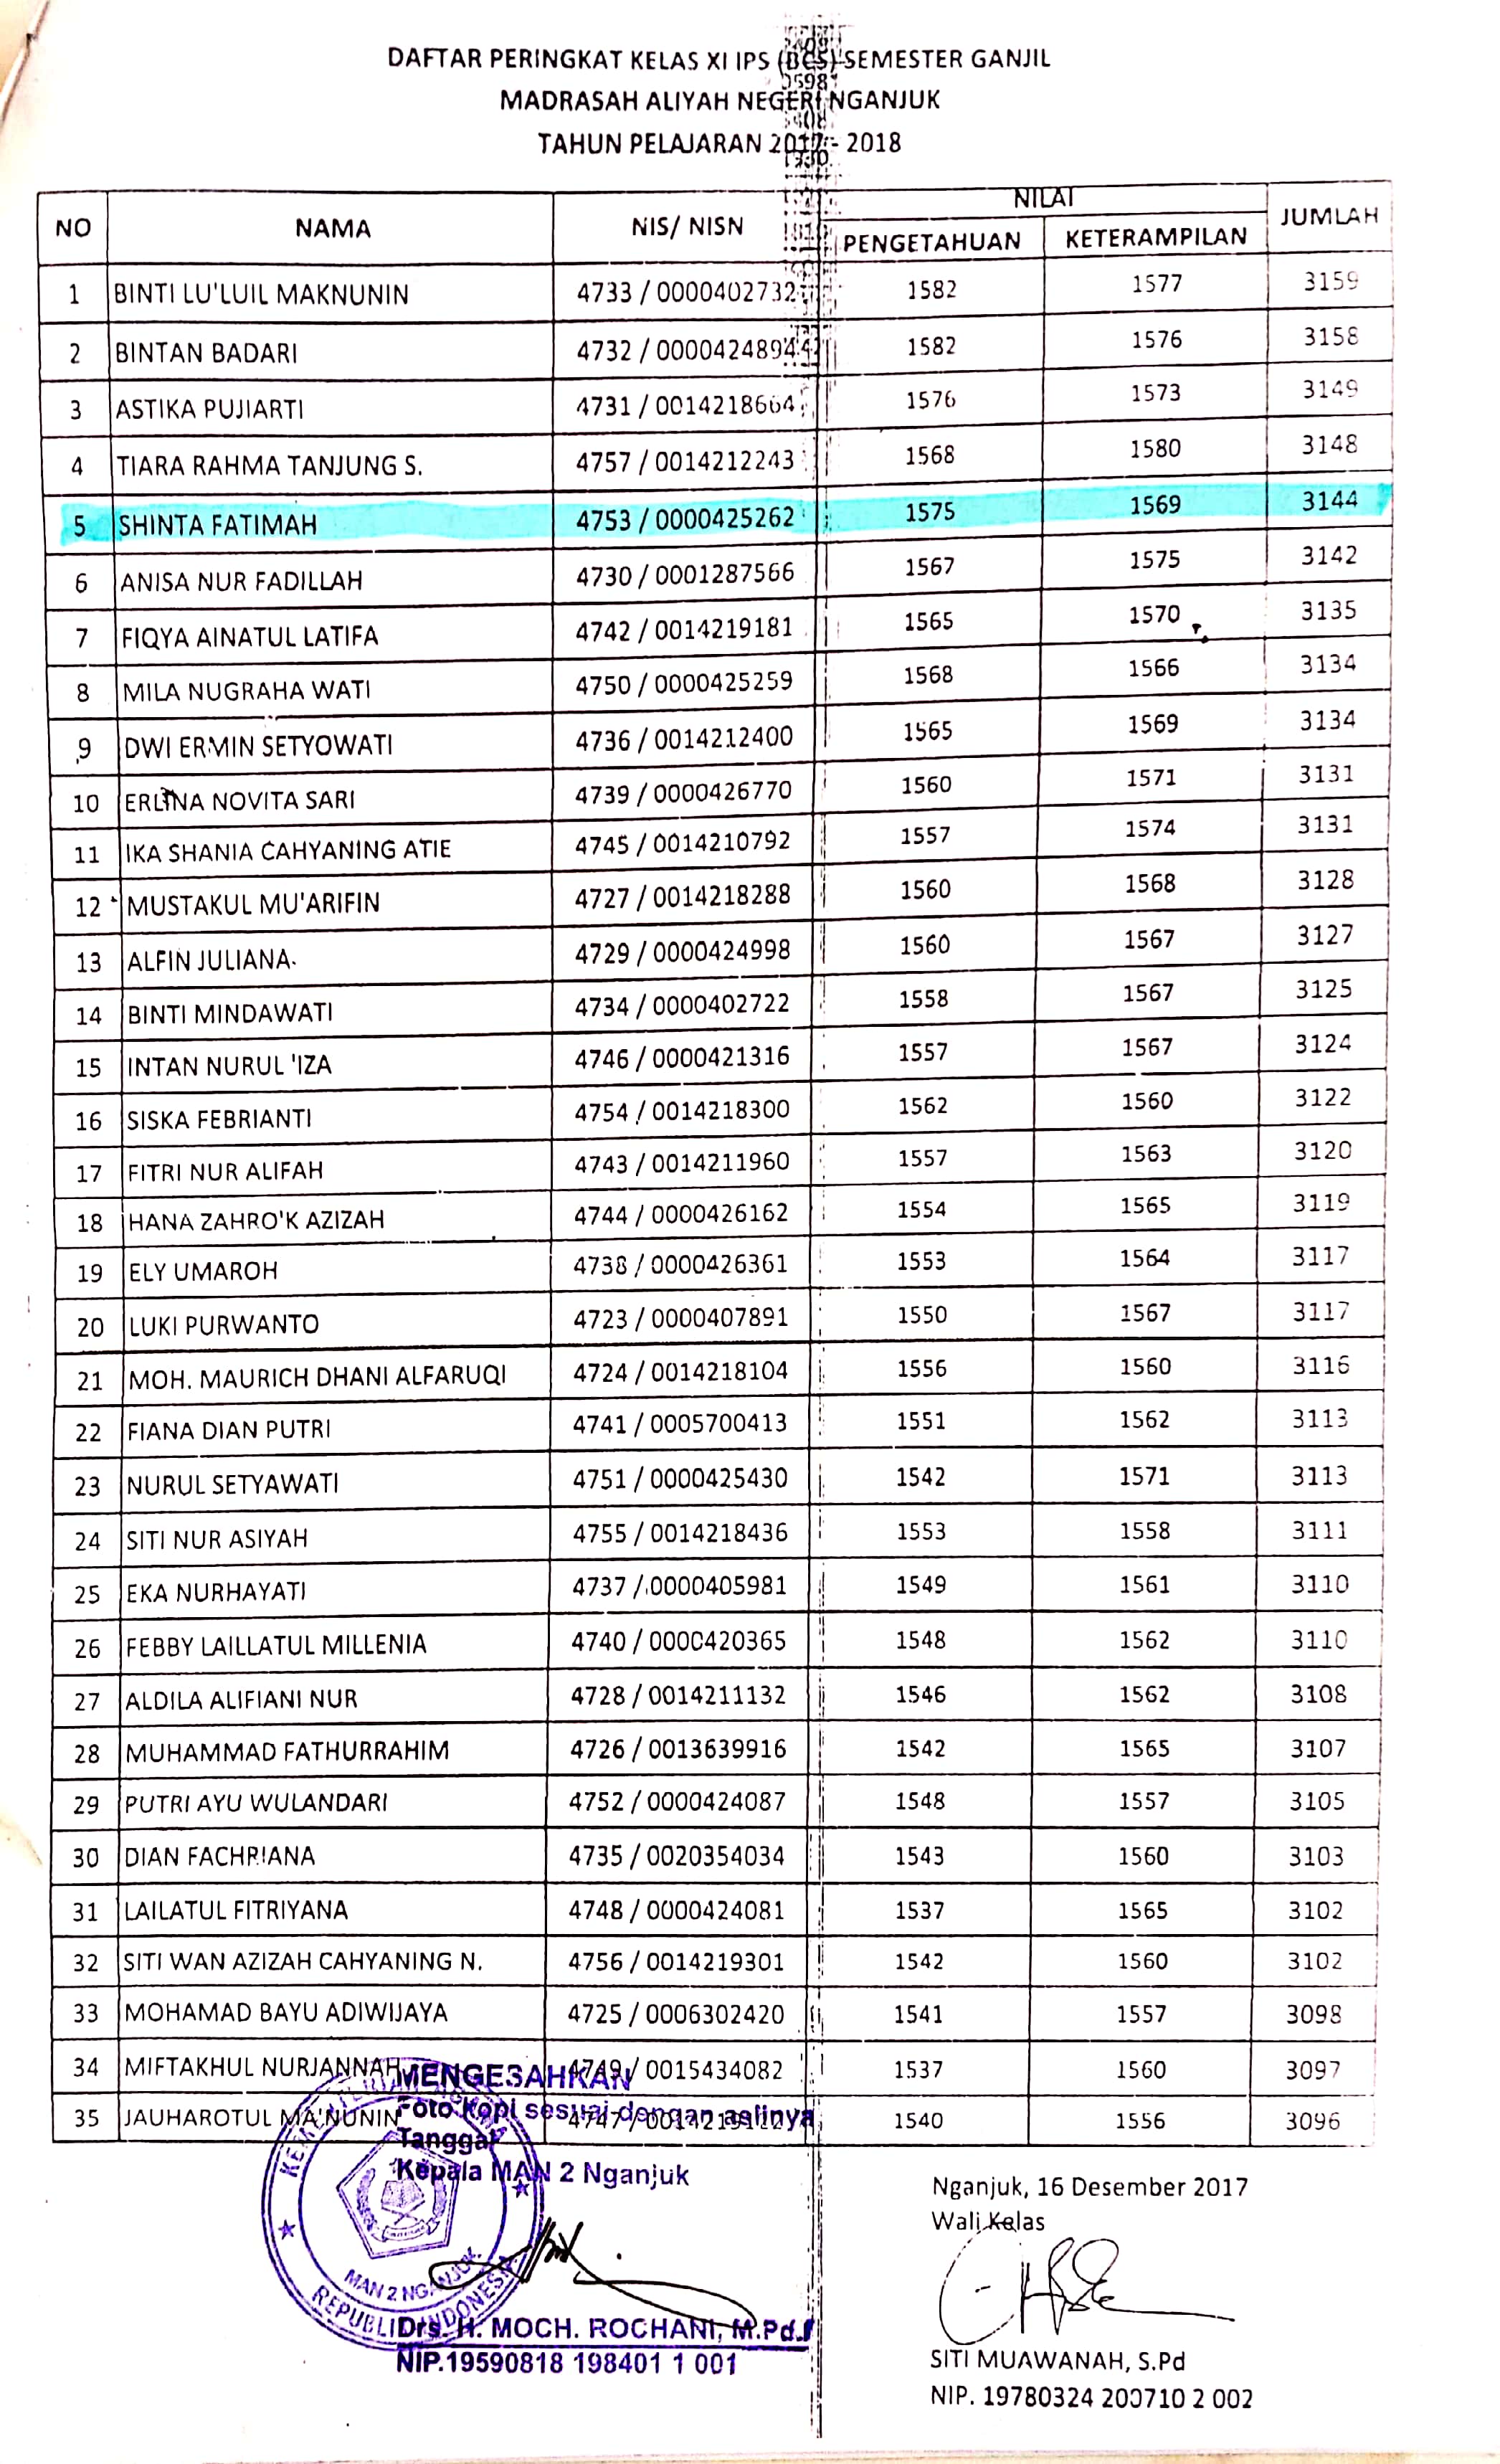 DAFTAR PERINGKAT KELAS XI IPS (BCS) SEMESTER GANJIL
MADRASAH ALIYAH NEGERI NGANJUK
TAHUN PELAJARAN 2017 - 2018
NO NAMA NIS/ NISN NILAI JUMLAH
PENGETAHUAN KETERAMPILAN
1 BINTI LU'LUIL MAKNUNIN 4733 / 0000402732 1582 1577 3159
2 BINTAN BADARI 4732 / 0000424894 1582 1576 3158
3 ASTIKA PUJIARTI 4731 / 0014218664 1576 1573 3149
4 TIARA RAHMA TANJUNG S. 4757 / 0014212243 1568 1580 3148
5 SHINTA FATIMAH 4753 / 0000425262 1575 1569 3144
6 ANISA NUR FADILLAH 4730 / 0001287566 1567 1575 3142
7 FIQYA AINATUL LATIFA 4742 / 0014219181 1565 1570 3135
8 MILA NUGRAHA WATI 4750 / 0000425259 1568 1566 3134
9 DWI ERMIN SETYOWATI 4736 / 0014212400 1565 1569 3134
10 ERLINA NOVITA SARI 4739 / 0000426770 1560 1571 3131
11 IKA SHANIA CAHYANING ATIE 4745 / 0014210792 1557 1574 3131
12 MUSTAKUL MU'ARIFIN 4727 / 0014218288 1560 1568 3128
13 ALFIN JULIANA 4729 / 0000424998 1560 1567 3127
14 BINTI MINDAWATI 4734 / 0000402722 1558 1567 3125
15 INTAN NURUL 'IZA 4746 / 0000421316 1557 1567 3124
16 SISKA FEBRIANTI 4754 / 0014218300 1562 1560 3122
17 FITRI NUR ALIFAH 4743 / 0014211960 1557 1563 3120
18 HANA ZAHRO'K AZIZAH 4744 / 0000426162 1554 1565 3119
19 ELY UMAROH 4738 / 0000426361 1553 1564 3117
20 LUKI PURWANTO 4723 / 0000407891 1550 1567 3117
21 MOH. MAURICH DHANI ALFARUQI 4724 / 0014218104 1556 1560 3116
22 FIANA DIAN PUTRI 4741 / 0005700413 1551 1562 3113
23 NURUL SETYAWATI 4751 / 0000425430 1542 1571 3113
24 SITI NUR ASIYAH 4755 / 0014218436 1553 1558 3111
25 EKA NURHAYATI 4737 / 0000405981 1549 1561 3110
26 FEBBY LAILLATUL MILLENIA 4740 / 0000420365 1548 1562 3110
27 ALDILA ALIFIANI NUR 4728 / 0014211132 1546 1562 3108
28 MUHAMMAD FATHURRAHIM 4726 / 0013639916 1542 1565 3107
29 PUTRI AYU WULANDARI 4752 / 0000424087 1548 1557 3105
30 DIAN FACHRIANA 4735 / 0020354034 1543 1560 3103
31 LAILATUL FITRIYANA 4748 / 0000424081 1537 1565 3102
32 SITI WAN AZIZAH CAHYANING N. 4756 / 0014219301 1542 1560 3102
33 MOHAMAD BAYU ADIWIJAYA 4725 / 0006302420 1541 1557 3098
34 MIFTAKHUL NURJANNAH 4749 / 0015434082 1537 1560 3097
35 JAUHAROTUL MA'NUNIN 4747 / 1540 1556 3096
MENGESAHKAN
Foto kopi sesuai dengan aslinya
Tanggal
Kepala MAN 2 Nganjuk
MAN 2 NGANJUK
REPUBLIK INDONESIA
Drs. H. MOCH. ROCHANI, M.Pd.I
NIP.19590818 198401 1 001
Nganjuk, 16 Desember 2017
Wali Kelas
SITI MUAWANAH, S.Pd
NIP. 19780324 200710 2 002